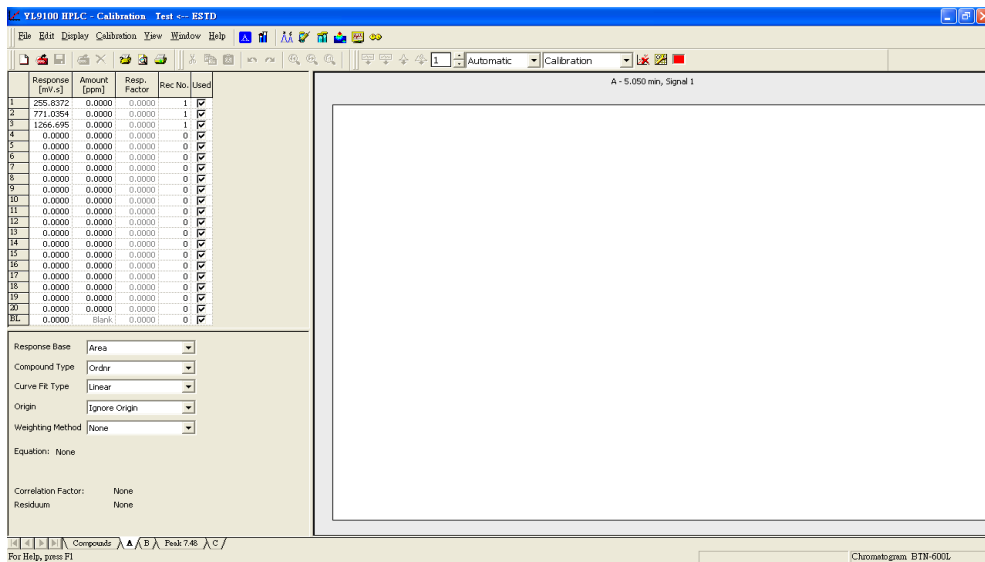 YL9100 HPLC - Calibration Test <-- ESTD
File Edit Display Calibration View Window Help
1 Automatic Calibration
Response [mV.s] Amount [ppm] Resp. Factor Rec No. Used
1 255.8372 0.0000 0.0000 1
2 771.0354 0.0000 0.0000 1
3 1266.695 0.0000 0.0000 1
4 0.0000 0.0000 0.0000 0
5 0.0000 0.0000 0.0000 0
6 0.0000 0.0000 0.0000 0
7 0.0000 0.0000 0.0000 0
8 0.0000 0.0000 0.0000 0
9 0.0000 0.0000 0.0000 0
10 0.0000 0.0000 0.0000 0
11 0.0000 0.0000 0.0000 0
12 0.0000 0.0000 0.0000 0
13 0.0000 0.0000 0.0000 0
14 0.0000 0.0000 0.0000 0
15 0.0000 0.0000 0.0000 0
16 0.0000 0.0000 0.0000 0
17 0.0000 0.0000 0.0000 0
18 0.0000 0.0000 0.0000 0
19 0.0000 0.0000 0.0000 0
20 0.0000 0.0000 0.0000 0
BL 0.0000 Blank 0.0000 0
A - 5.050 min, Signal 1
Response Base Area
Compound Type Ordnr
Curve Fit Type Linear
Origin Ignore Origin
Weighting Method None
Equation: None
Correlation Factor: None
Residuum None
Compounds A B Peak 7.48 C
For Help, press F1
Chromatogram BTN-600L